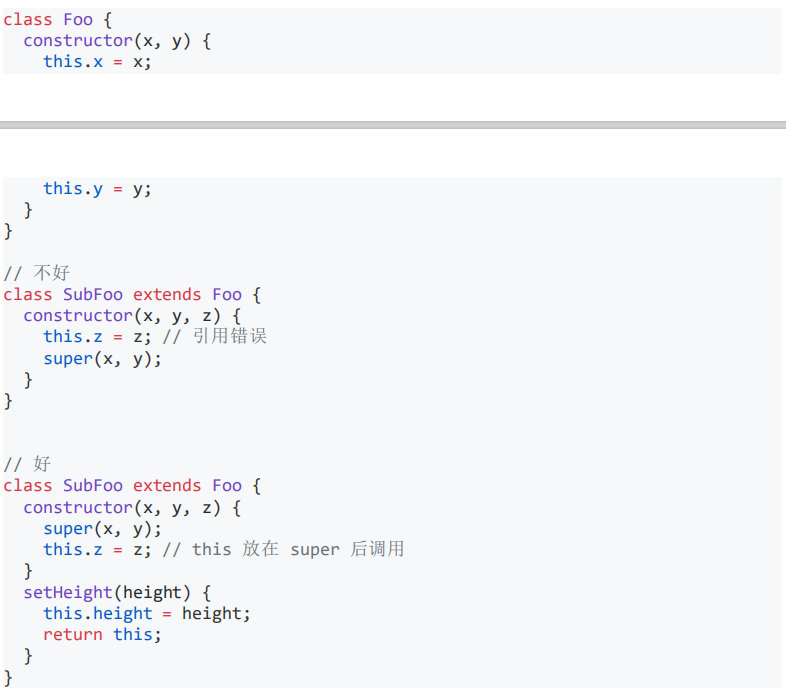 class Foo {
  constructor(x, y) {
    this.x = x;
    this.y = y;
  }
}
// 不好
class SubFoo extends Foo {
  constructor(x, y, z) {
    this.z = z; // 引用错误
    super(x, y);
  }
}
// 好
class SubFoo extends Foo {
  constructor(x, y, z) {
    super(x, y);
    this.z = z; // this 放在 super 后调用
  }
  setHeight(height) {
    this.height = height;
    return this;
  }
}